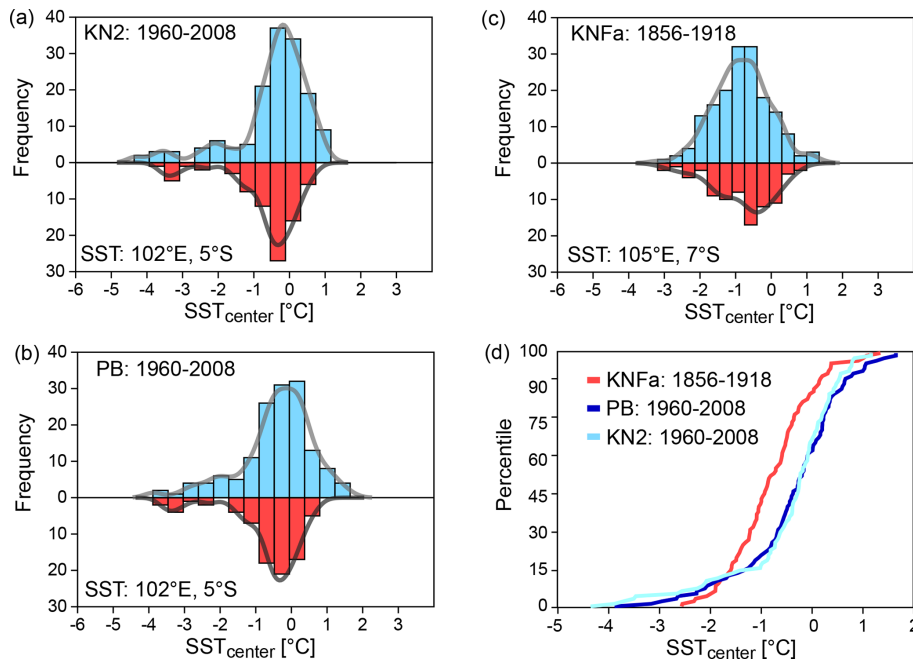 (a)
KN2: 1960-2008
40
30
20
10
0
10
20
30
40
Frequency
SST: 102°E, 5°S
-6 -5 -4 -3 -2 -1 0 1 2 3
SSTcenter [°C]
(c)
KNFa: 1856-1918
40
30
20
10
0
10
20
30
Frequency
SST: 105°E, 7°S
-6 -5 -4 -3 -2 -1 0 1 2 3
SSTcenter [°C]
(b)
PB: 1960-2008
40
30
20
10
0
10
20
30
Frequency
SST: 102°E, 5°S
-6 -5 -4 -3 -2 -1 0 1 2 3
SSTcenter [°C]
(d)
100
90
75
60
45
30
15
0
Percentile
KNFa: 1856-1918
PB: 1960-2008
KN2: 1960-2008
-5 -4 -3 -2 -1 0 1 2
SSTcenter [°C]